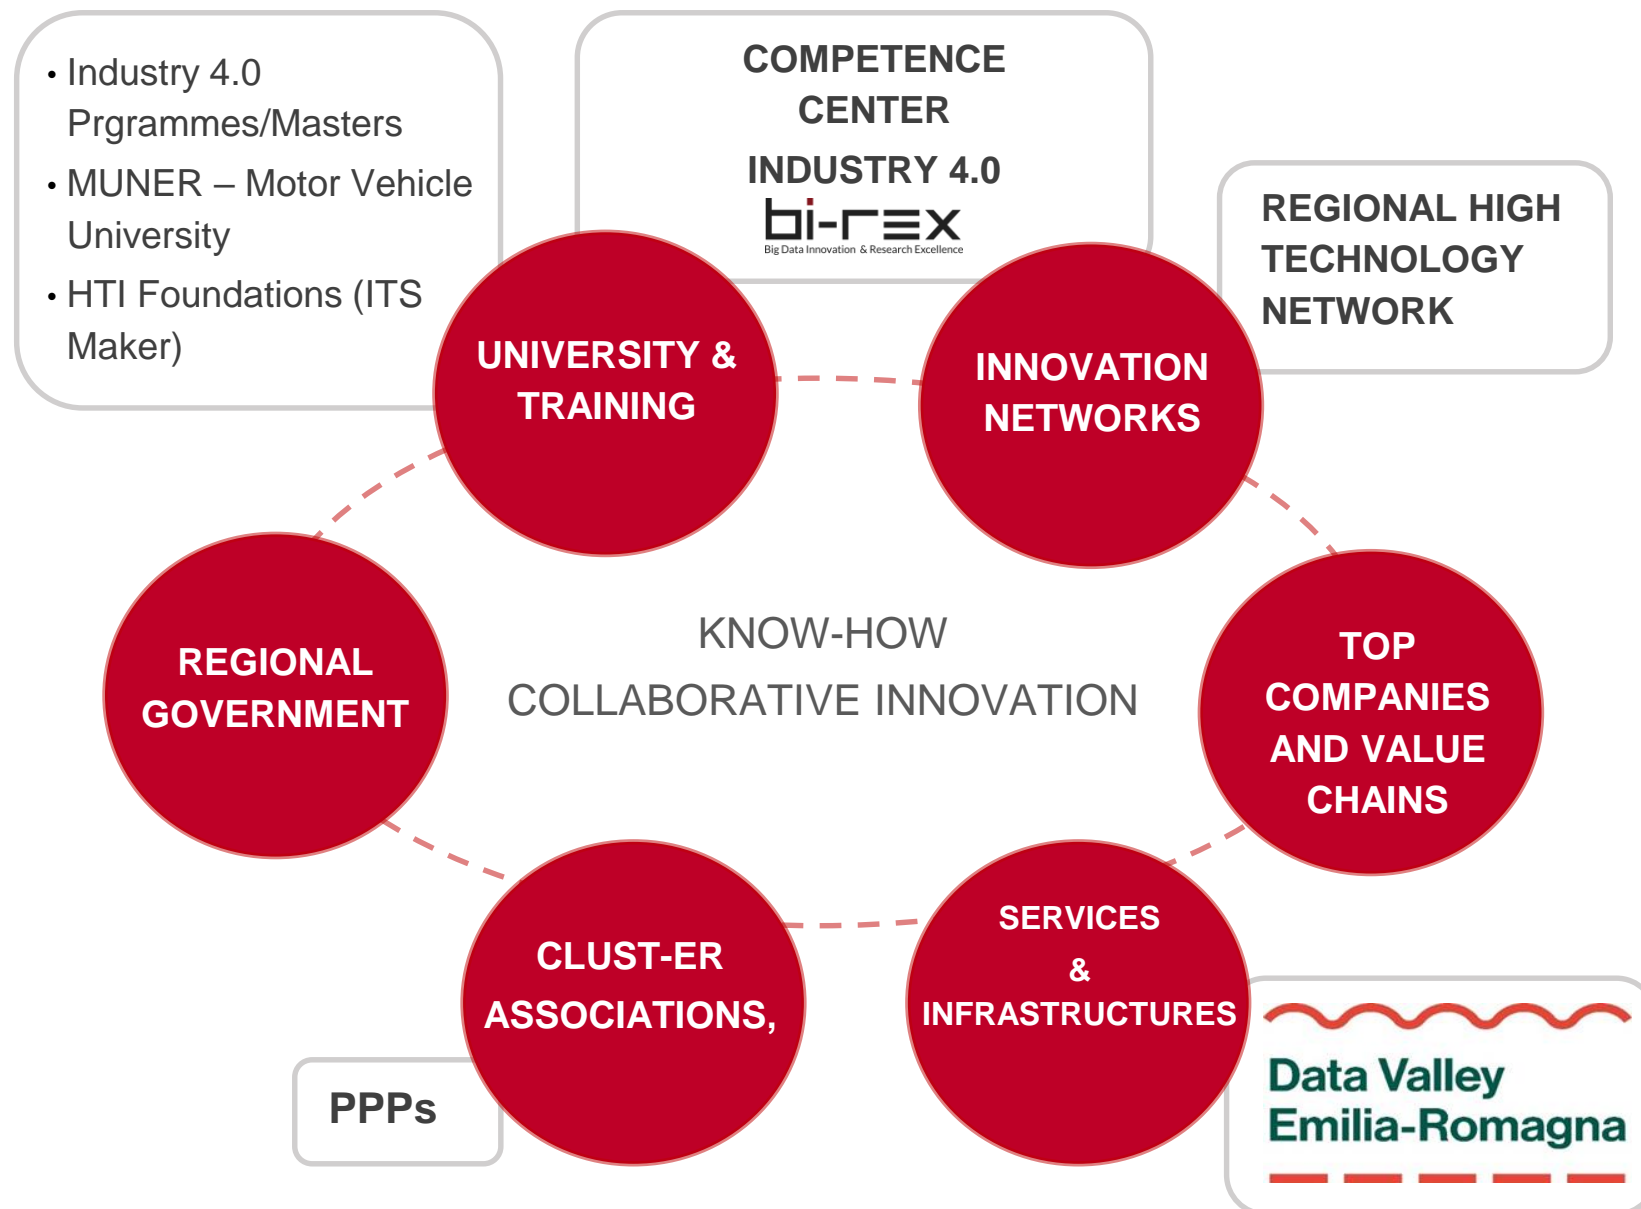 • Industry 4.0
Prgrammes/Masters
• MUNER – Motor Vehicle
University
• HTI Foundations (ITS
Maker)
COMPETENCE
CENTER
INDUSTRY 4.0
bi-rex
Big Data Innovation & Research Excellence
REGIONAL HIGH
TECHNOLOGY
NETWORK
UNIVERSITY &
TRAINING
INNOVATION
NETWORKS
REGIONAL
GOVERNMENT
KNOW-HOW
COLLABORATIVE INNOVATION
TOP
COMPANIES
AND VALUE
CHAINS
CLUST-ER
ASSOCIATIONS,
SERVICES
&
INFRASTRUCTURES
PPPs
Data Valley
Emilia-Romagna